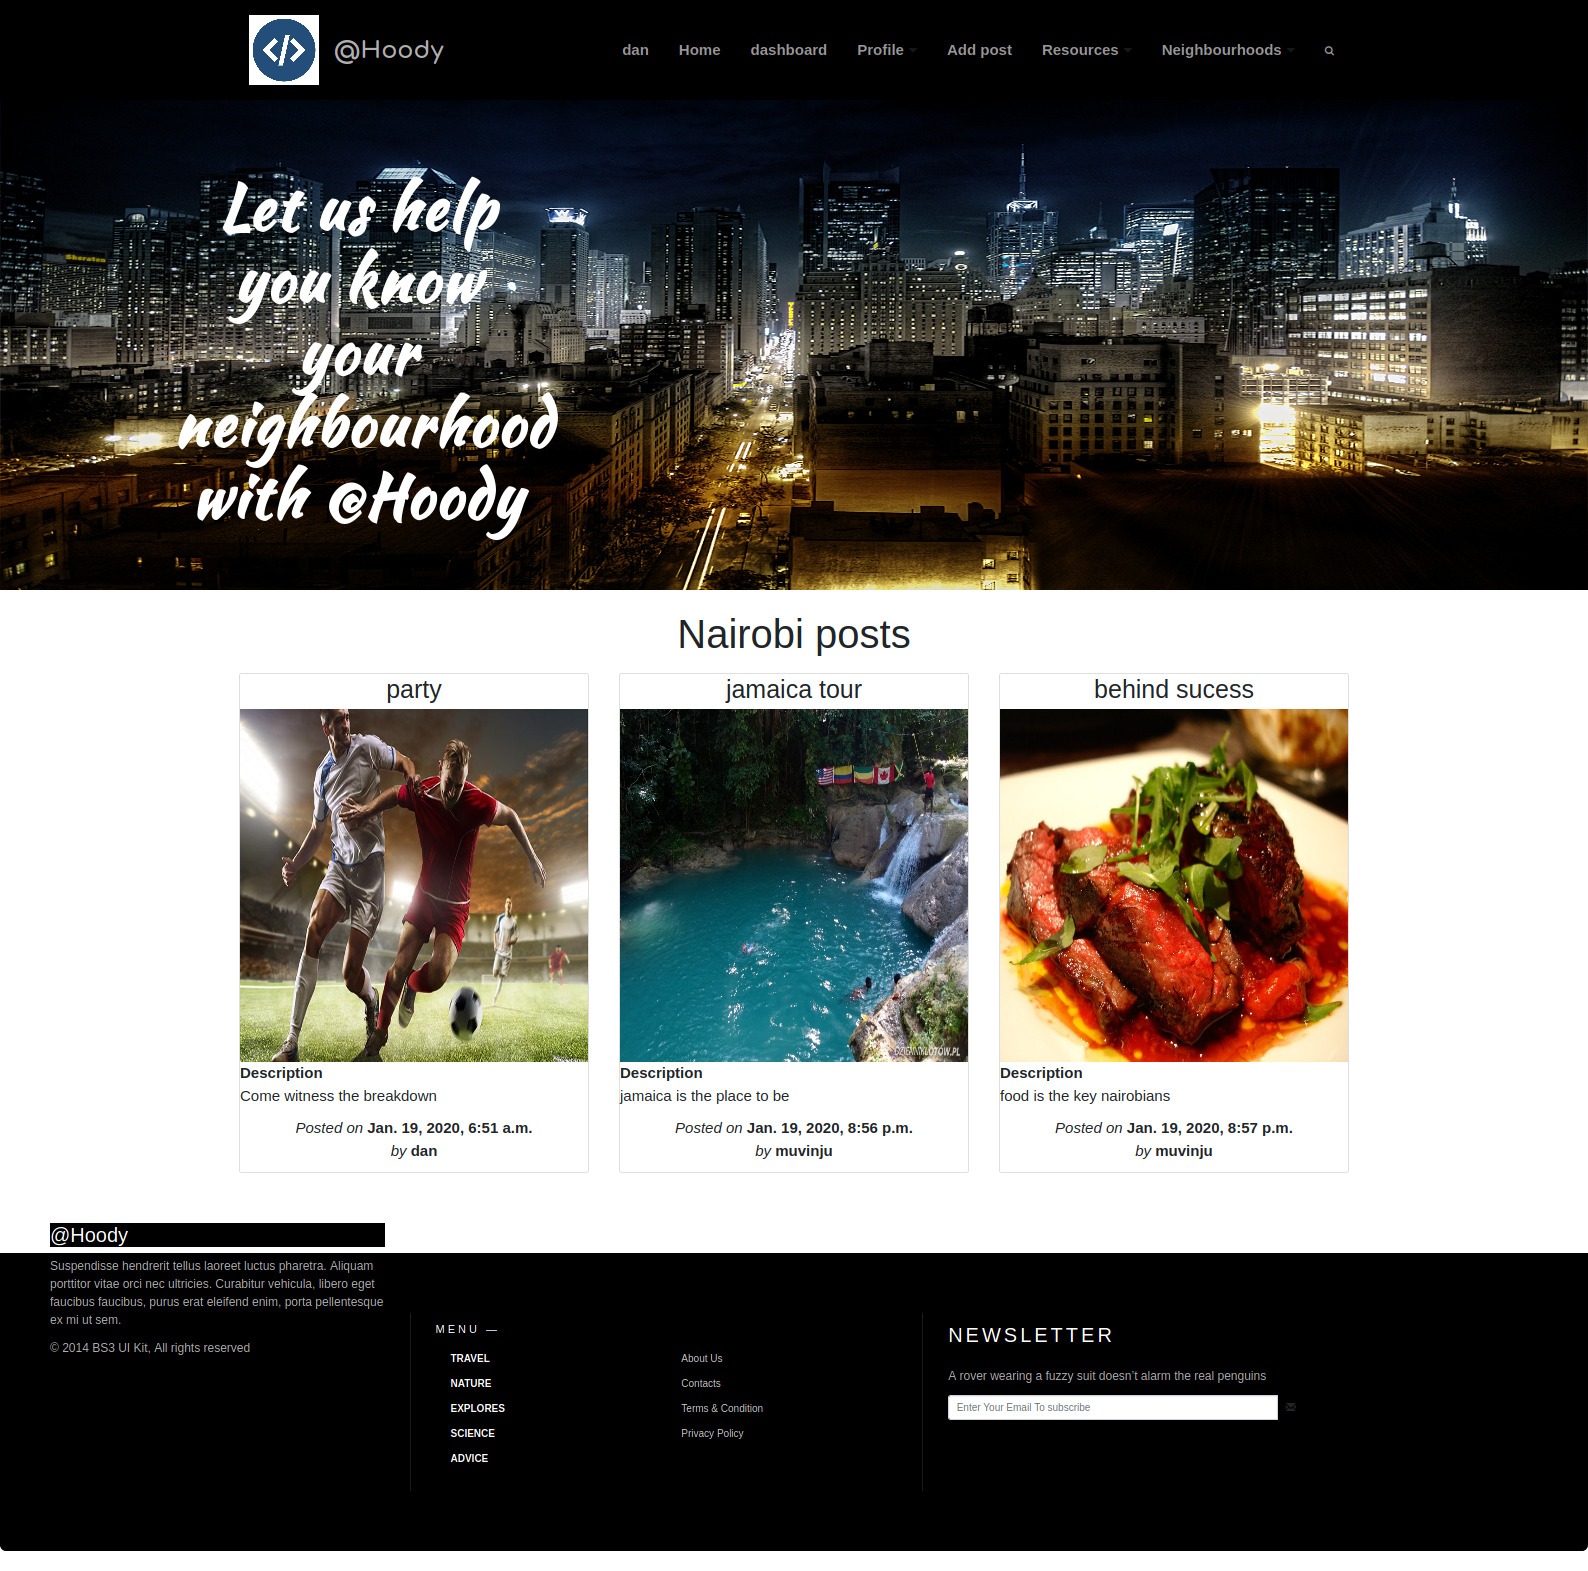 @Hoody dan Home dashboard Profile Add post Resources Neighbourhoods
Sheraton
Let us help
you know
your
neighbourhood
with @Hoody
Nairobi posts
party
jamaica tour
behind sucess
DZIENNIKLOTOW.PL
Description
Come witness the breakdown
Posted on Jan. 19, 2020, 6:51 a.m.
by dan
Description
jamaica is the place to be
Posted on Jan. 19, 2020, 8:56 p.m.
by muvinju
Description
food is the key nairobians
Posted on Jan. 19, 2020, 8:57 p.m.
by muvinju
@Hoody
Suspendisse hendrerit tellus laoreet luctus pharetra. Aliquam
porttitor vitae orci nec ultricies. Curabitur vehicula, libero eget
faucibus faucibus, purus erat eleifend enim, porta pellentesque
ex mi ut sem.
© 2014 BS3 UI Kit, All rights reserved
MENU —
TRAVEL
NATURE
EXPLORES
SCIENCE
ADVICE
About Us
Contacts
Terms & Condition
Privacy Policy
NEWSLETTER
A rover wearing a fuzzy suit doesn’t alarm the real penguins
Enter Your Email To subscribe